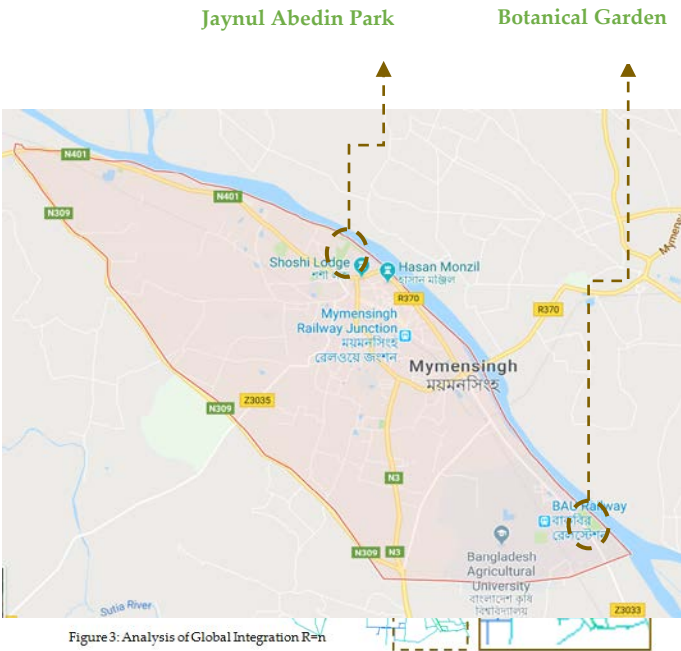 Jaynul Abedin Park
Botanical Garden
N401
N401
N309
Shoshi Lodge
শশী
Hasan Monzil
হাসান মঞ্জিল
R370
R370
Mymensingh
Railway Junction
ময়মনসিংহ
রেলওয়ে জংশন
Mymensingh
ময়মনসিংহ
Z3035
N309
N3
BAU Railway
রেলস্টেশন
N309
N3
Bangladesh
Agricultural
University
বাংলাদেশ কৃষি
বিশ্ববিদ্যালয়
Sutia River
Z3033
Figure 3: Analysis of Global Integration R=n